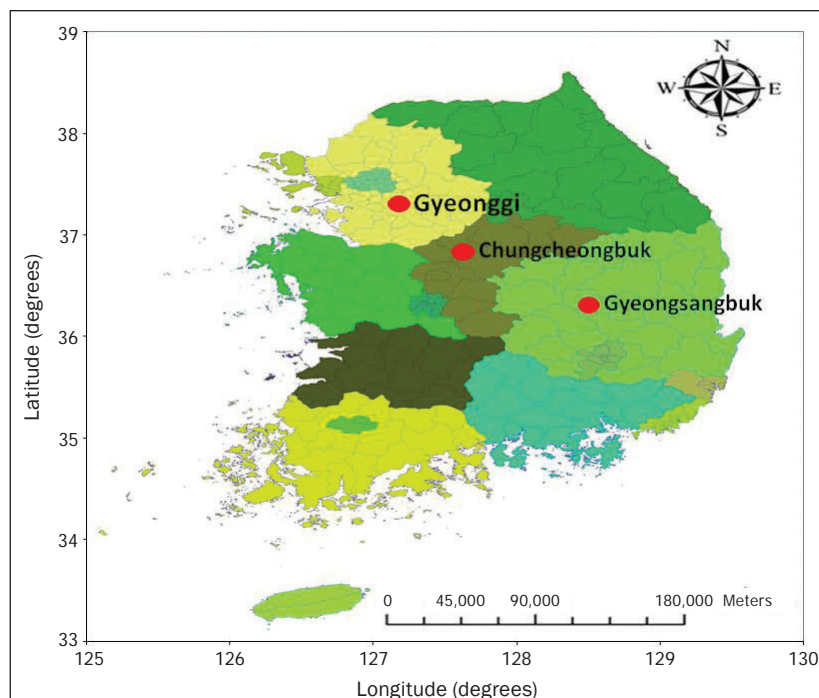 39
38
37
36
35
34
33
Latitude (degrees)
N
W E
S
Gyeonggi
Chungcheongbuk
Gyeongsangbuk
0 45,000 90,000 180,000 Meters
125 126 127 128 129 130
Longitude (degrees)